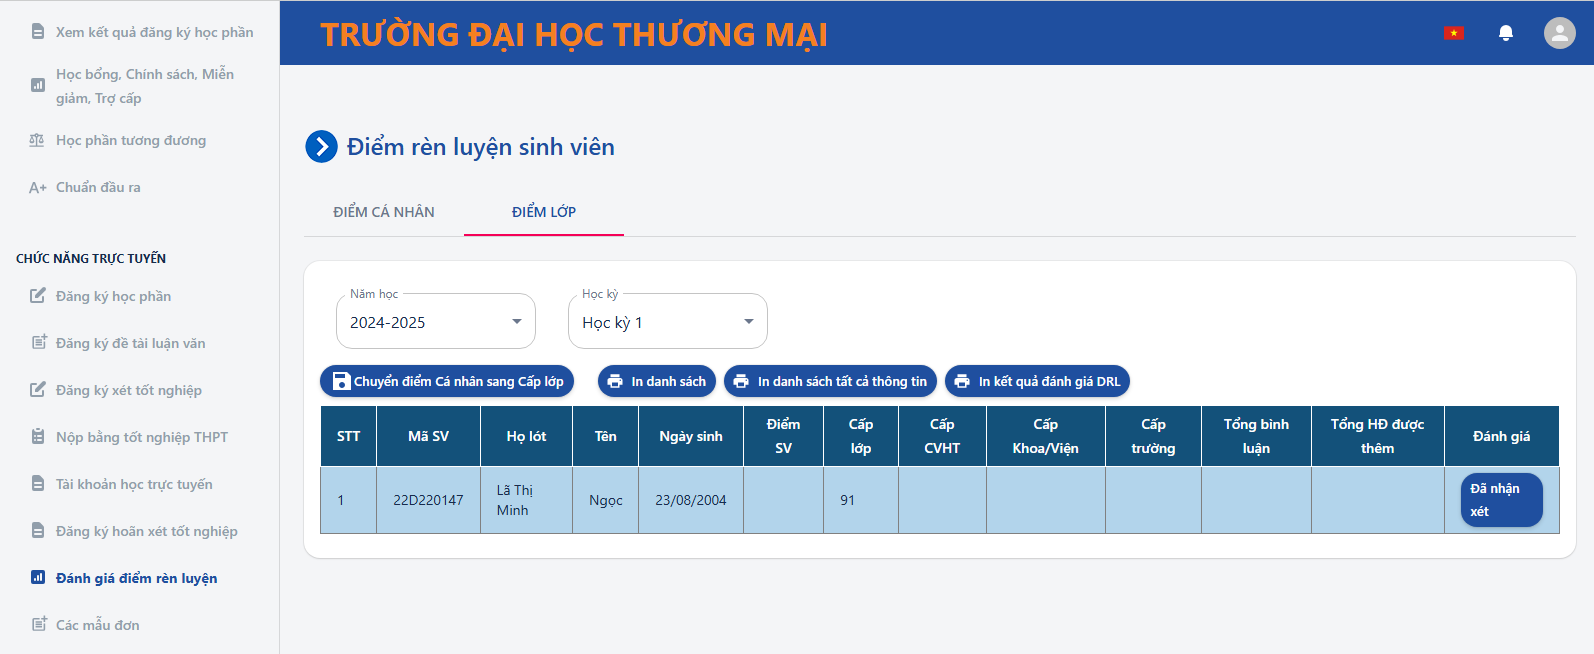 Xem kết quả đăng ký học phần
Học bổng, Chính sách, Miễn
giảm, Trợ cấp
Học phần tương đương
A+ Chuẩn đầu ra
CHỨC NĂNG TRỰC TUYẾN
Đăng ký học phần
Đăng ký đề tài luận văn
Đăng ký xét tốt nghiệp
Nộp bằng tốt nghiệp THPT
Tài khoản học trực tuyến
Đăng ký hoãn xét tốt nghiệp
Đánh giá điểm rèn luyện
Các mẫu đơn
TRƯỜNG ĐẠI HỌC THƯƠNG MẠI
Điểm rèn luyện sinh viên
ĐIỂM CÁ NHÂN ĐIỂM LỚP
Năm học Học kỳ
2024-2025 Học kỳ 1
Chuyển điểm Cá nhân sang Cấp lớp In danh sách In danh sách tất cả thông tin In kết quả đánh giá DRL
STT Mã SV Họ lót Tên Ngày sinh Điểm SV Cấp lớp Cấp CVHT Cấp Khoa/Viện Cấp trường Tổng bình luận Tổng HĐ được thêm Đánh giá
1 22D220147 Lã Thị Minh Ngọc 23/08/2004 91 Đã nhận xét